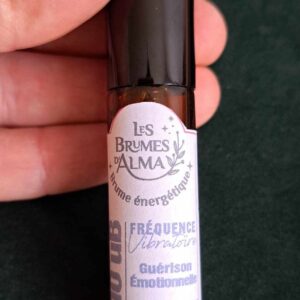 LES
BRUMES
D'ALMA
Brume énergétique
FRÉQUENCE
Vibratoire
Guérison
Émotionnelle